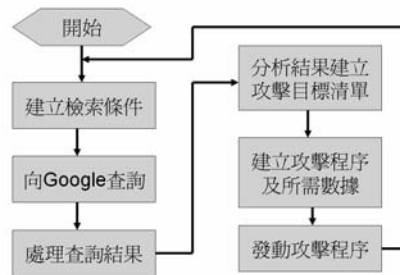 開始
建立檢索條件
向Google查詢
處理查詢結果
分析結果建立
攻擊目標清單
建立攻擊程序
及所需數據
發動攻擊程序